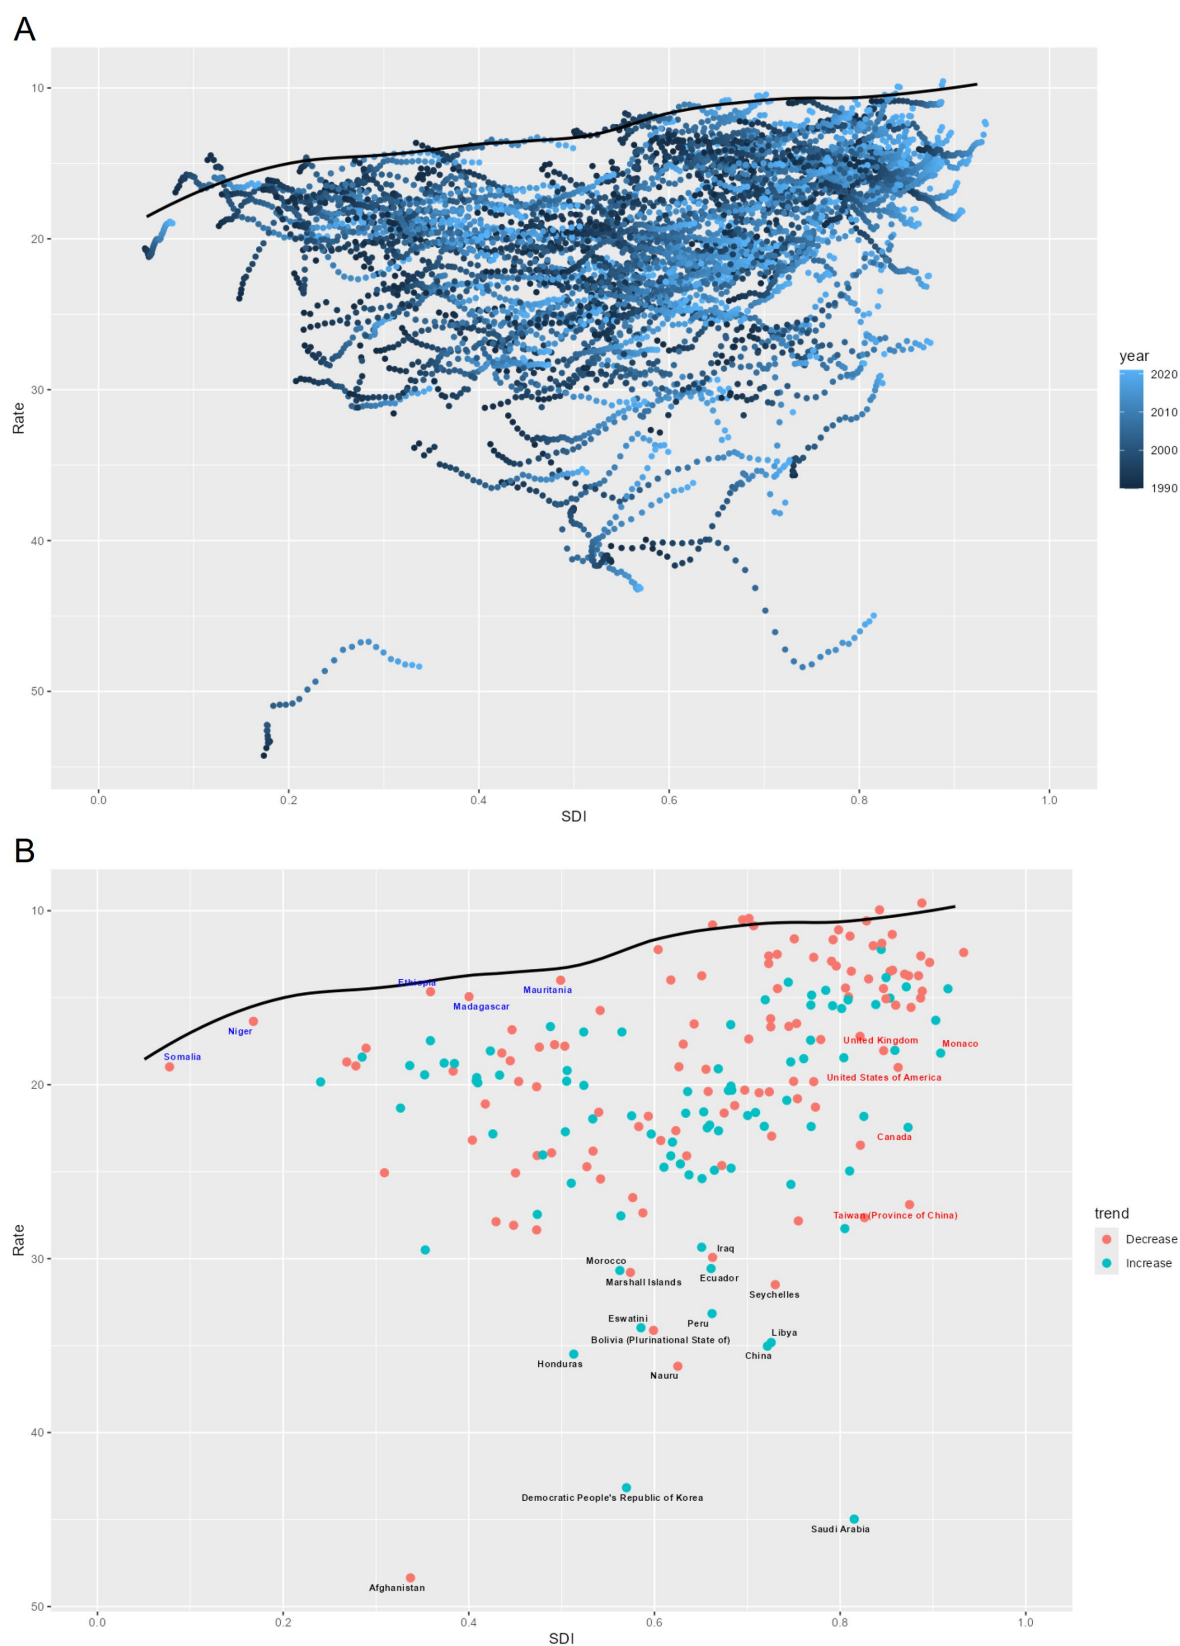 A
10
20
30
40
50
Rate
0.0
0.2
0.4
0.6
0.8
1.0
SDI
year
2020
2010
2000
1990
B
10
20
30
40
50
Rate
Ethiopia
Mauritania
Madagascar
Niger
Somalia
United Kingdom
Monaco
United States of America
Canada
Taiwan (Province of China)
Iraq
Morocco
Ecuador
Marshall Islands
Seychelles
Eswatini
Peru
Libya
Bolivia (Plurinational State of)
China
Honduras
Nauru
Democratic People's Republic of Korea
Saudi Arabia
Afghanistan
0.0
0.2
0.4
0.6
0.8
1.0
SDI
trend
Decrease
Increase